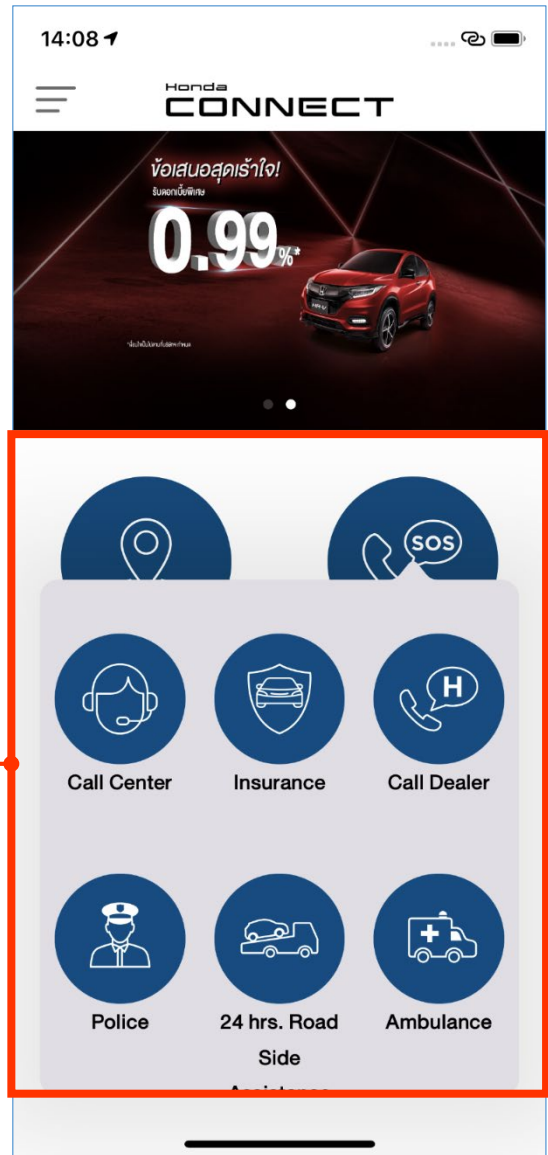 14:08
Honda
CONNECT
ข้อเสนอสุดเร้าใจ!
รับดอกเบี้ยพิเศษ
0.99%*
HR-V
SOS
H
Call Center
Insurance
Call Dealer
Police
24 hrs. Road
Side
Assistance
Ambulance